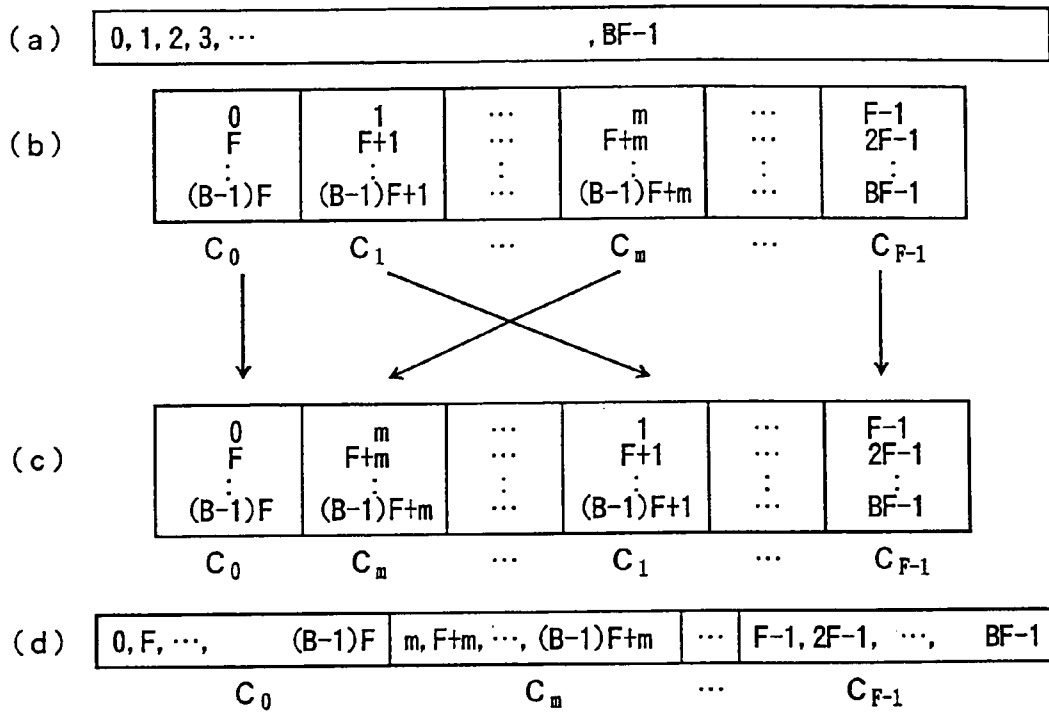 (a) 0, 1, 2, 3, ⋯ , BF-1
(b)
0 1 ⋯ m ⋯ F-1
F F+1 ⋯ F+m ⋯ 2F-1
⋮ ⋮ ⋮ ⋮ ⋮ ⋮
(B-1)F (B-1)F+1 ⋯ (B-1)F+m ⋯ BF-1
C0 C1 ⋯ Cm ⋯ CF-1
(c)
0 m ⋯ 1 ⋯ F-1
F F+m ⋯ F+1 ⋯ 2F-1
⋮ ⋮ ⋮ ⋮ ⋮ ⋮
(B-1)F (B-1)F+m ⋯ (B-1)F+1 ⋯ BF-1
C0 Cm ⋯ C1 ⋯ CF-1
(d) 0, F, ⋯, (B-1)F m, F+m, ⋯, (B-1)F+m ⋯ F-1, 2F-1, ⋯, BF-1
C0 Cm ⋯ CF-1